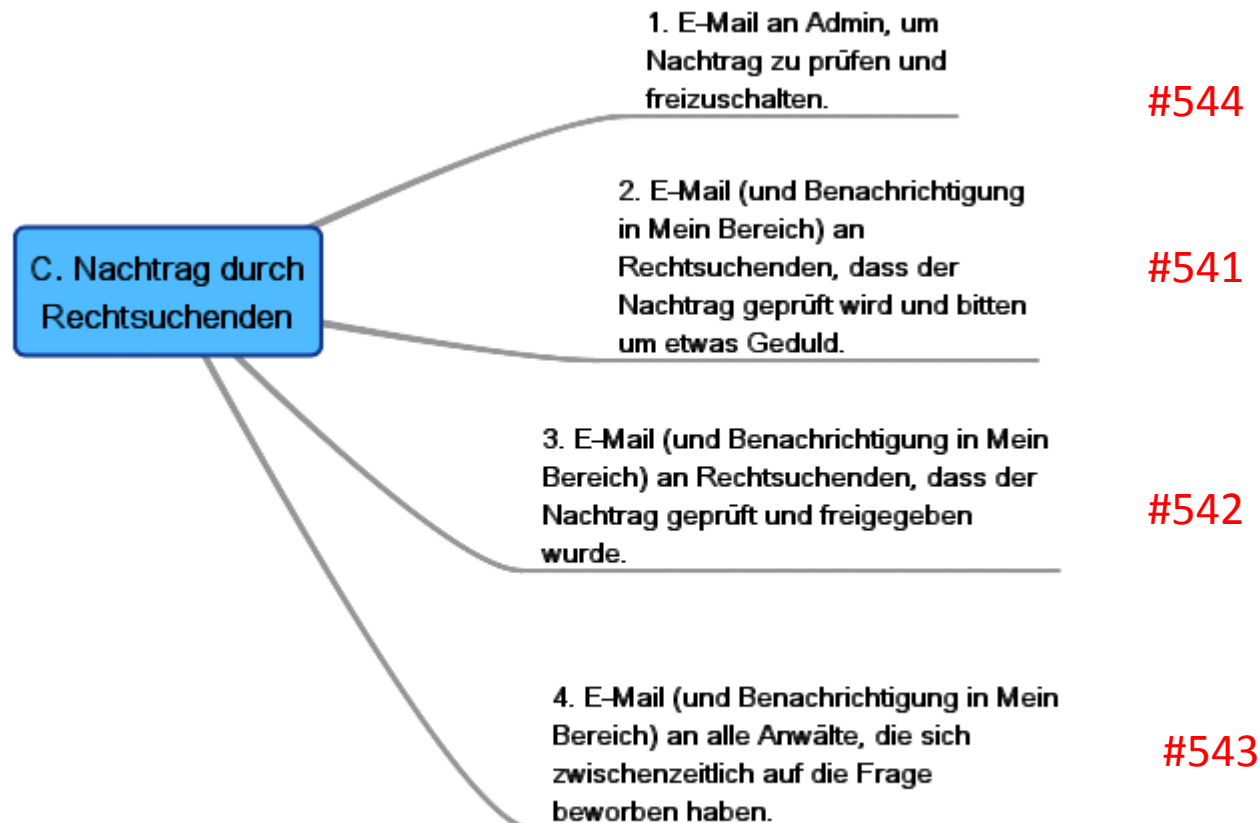 C. Nachtrag durch
Rechtsuchenden
1. E-Mail an Admin, um
Nachtrag zu prüfen und
freizuschalten.
#544
2. E-Mail (und Benachrichtigung
in Mein Bereich) an
Rechtsuchenden, dass der
Nachtrag geprüft wird und bitten
um etwas Geduld.
#541
3. E-Mail (und Benachrichtigung in Mein
Bereich) an Rechtsuchenden, dass der
Nachtrag geprüft und freigegeben
wurde.
#542
4. E-Mail (und Benachrichtigung in Mein
Bereich) an alle Anwälte, die sich
zwischenzeitlich auf die Frage
beworben haben.
#543